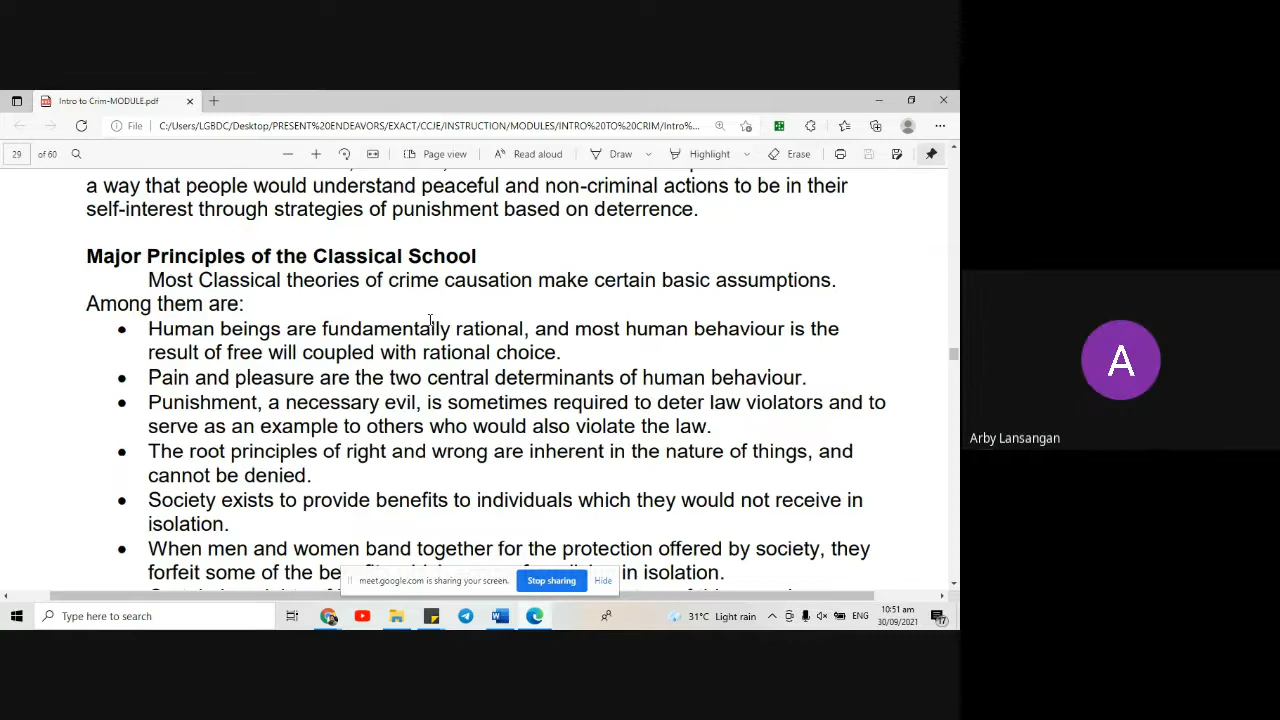 Intro to Crim-MODULE.pdf
File
C:/Users/LGBDC/Desktop/PRESENT%20ENDEAVORS/EXACT/CCJE/INSTRUCTION/MODULES/INTRO%20TO%20CRIM/Intro%...
29 of 60
Page view
Read aloud
Draw
Highlight
Erase
a way that people would understand peaceful and non-criminal actions to be in their
self-interest through strategies of punishment based on deterrence.
Major Principles of the Classical School
Most Classical theories of crime causation make certain basic assumptions.
Among them are:
• Human beings are fundamentally rational, and most human behaviour is the
result of free will coupled with rational choice.
• Pain and pleasure are the two central determinants of human behaviour.
• Punishment, a necessary evil, is sometimes required to deter law violators and to
serve as an example to others who would also violate the law.
• The root principles of right and wrong are inherent in the nature of things, and
cannot be denied.
• Society exists to provide benefits to individuals which they would not receive in
isolation.
• When men and women band together for the protection offered by society, they
forfeit some of the in isolation.
meet.google.com is sharing your screen.
Stop sharing
Hide
Type here to search
31°C Light rain
ENG
10:51 am
30/09/2021
17
A
Arby Lansangan